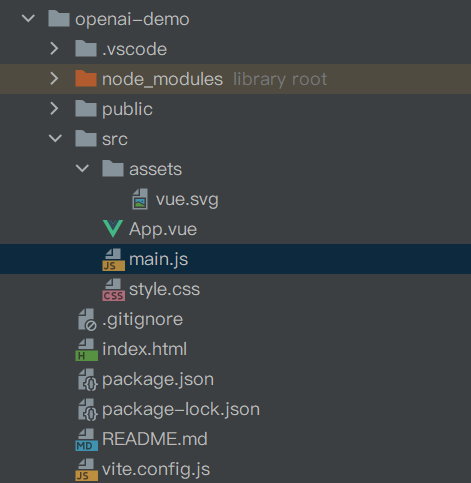 openai-demo
.vscode
node_modules library root
public
src
assets
vue.svg
App.vue
JS main.js
CSS style.css
.gitignore
H index.html
package.json
package-lock.json
MD README.md
JS vite.config.js